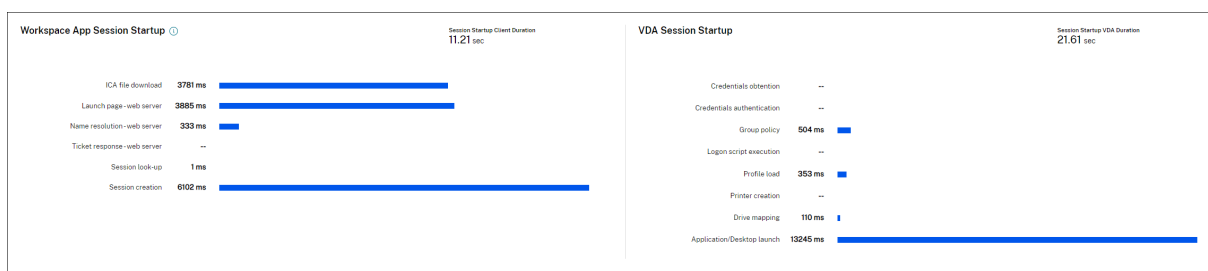 Workspace App Session Startup
Session Startup Client Duration
11.21 sec
ICA file download 3781 ms
Launch page-web server 3885 ms
Name resolution-web server 333 ms
Ticket response-web server --
Session look-up 1 ms
Session creation 6102 ms
VDA Session Startup
Session Startup VDA Duration
21.61 sec
Credentials obtention --
Credentials authentication --
Group policy 504 ms
Logon script execution --
Profile load 353 ms
Printer creation --
Drive mapping 110 ms
Application/Desktop launch 13245 ms